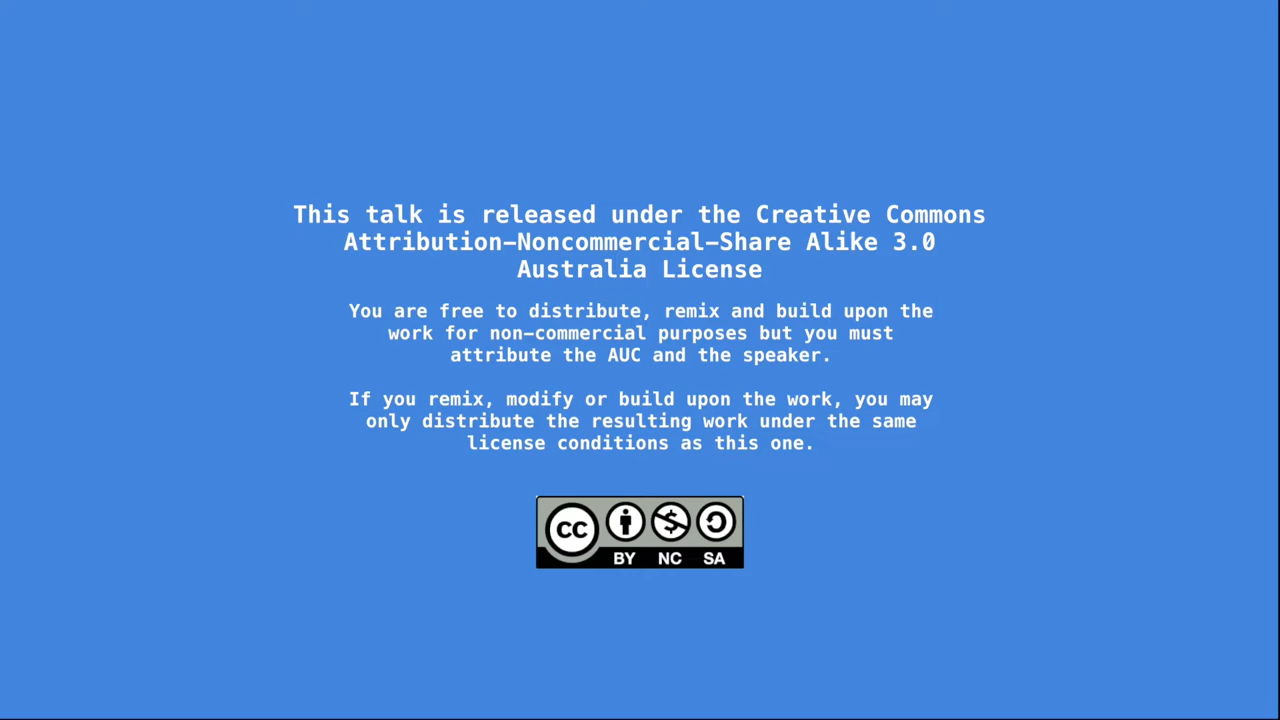 This talk is released under the Creative Commons
Attribution–Noncommercial–Share Alike 3.0
Australia License
You are free to distribute, remix and build upon the
work for non–commercial purposes but you must
attribute the AUC and the speaker.
If you remix, modify or build upon the work, you may
only distribute the resulting work under the same
license conditions as this one.
cc
BY NC SA